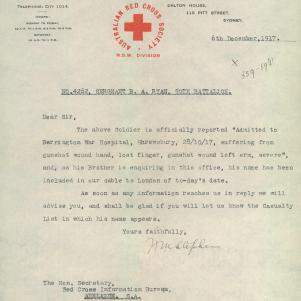 TELEPHONE, CITY 1014.
DALTON HOUSE,
115 PITT STREET,
SYDNEY.
AUSTRALIAN RED CROSS SOCIETY
N.S.W. DIVISION
6th December, 1917.
NO.4262, SERGEANT B. A. RYAN, 50TH BATTALION.
Dear Sir,
The above Soldier is officially reported "Admitted to
Berrington War Hospital, Shrewsbury, 28/10/17, suffering from
gunshot wound hand, lost finger, gunshot wound left arm, severe",
and, as his Brother is enquiring in this office, his name has been
included in our cable to London of to-day's date.
As soon as any information reaches us in reply we will
advise you, and shall be glad if you will let us know the Casualty
List in which his name appears.
Yours faithfully,
The Hon. Secretary,
Red Cross Information Bureau,
ADELAIDE. S.A.